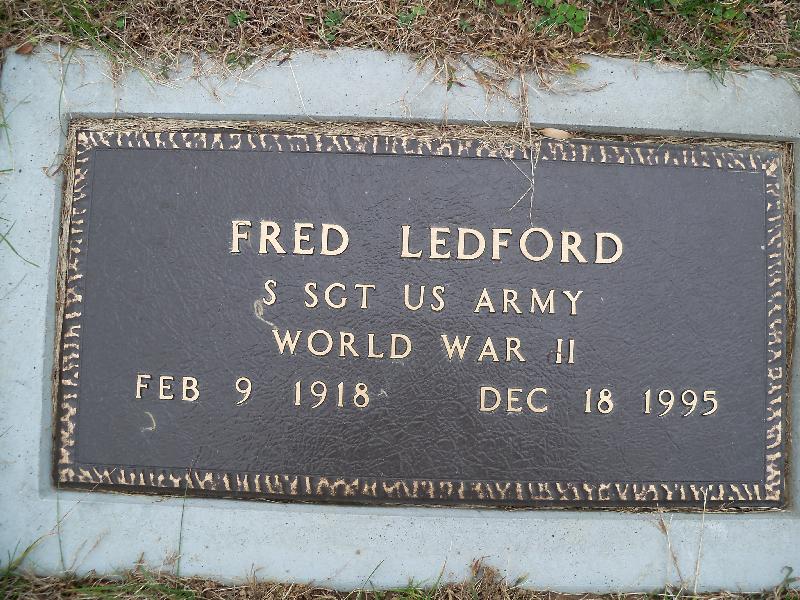 FRED LEDFORD
S SGT US ARMY
WORLD WAR II
FEB 9 1918 DEC 18 1995